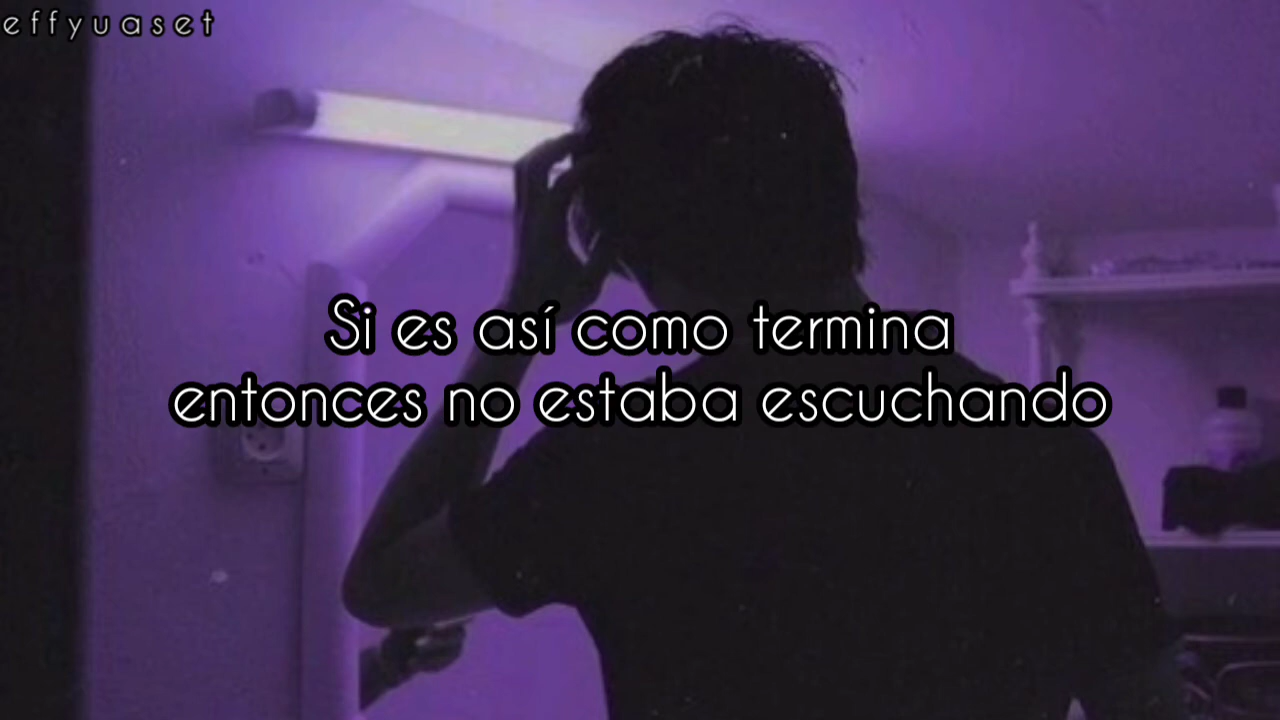 effyuaset
Si es así como termina
entonces no estaba escuchando